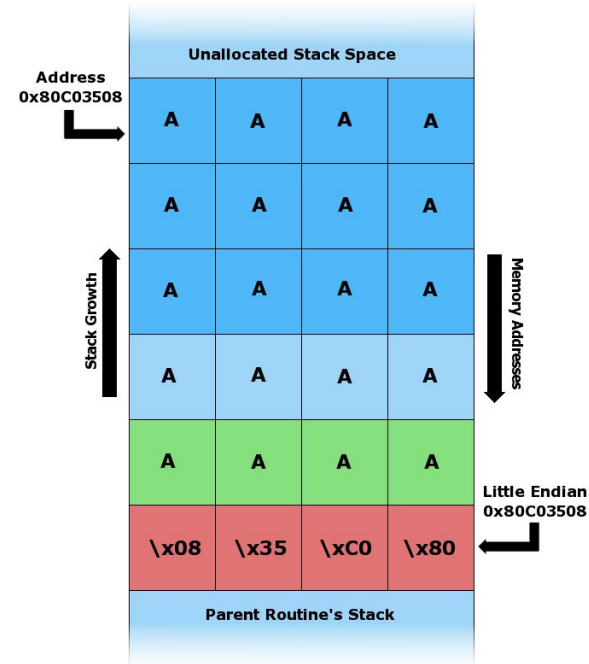 Unallocated Stack Space
Address
0x80C03508
A A A A
A A A A
Stack Growth
A A A A
Memory Addresses
A A A A
A A A A
Little Endian
0x80C03508
\x08 \x35 \xC0 \x80
Parent Routine's Stack